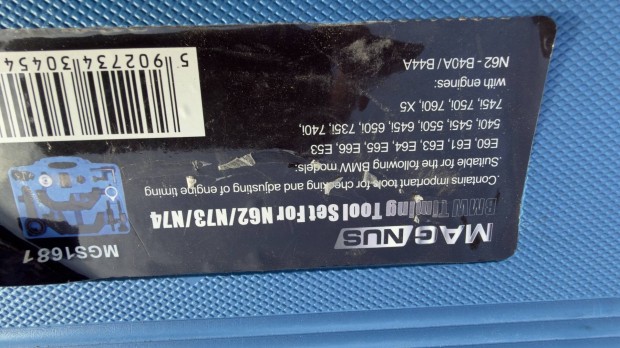 MAGNUS
BMW Timing Tool Set For N62/N73/N74
.Contains important tools for checking and adjusting of engine timing
.Suitable for the following BMW models:
E60, E61, E63, E64, E65, E66, E53
540i, 545i, 550i, 645i, 650i, 735i, 740i,
745i, 750i, 760i, X5
with engines:
N62 - B40A / B44A
MGS1681
5 902734 30454